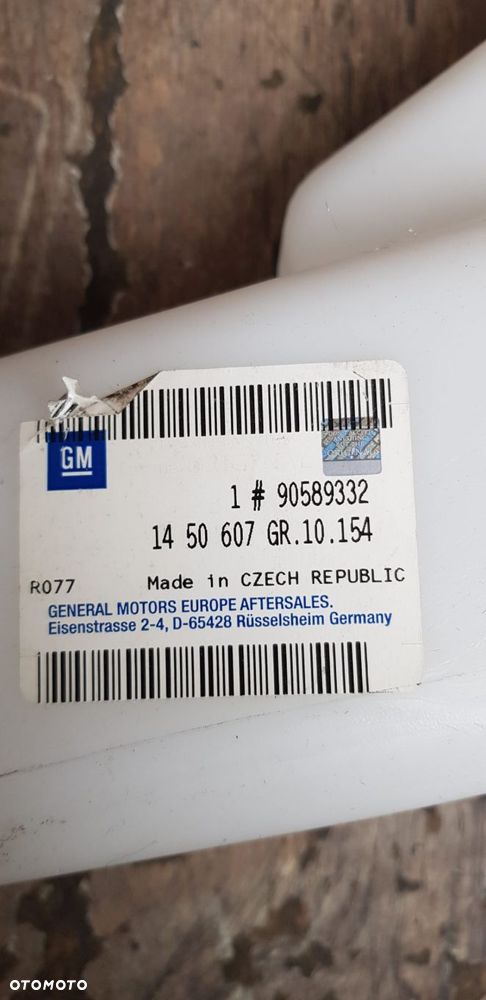 GM
1 # 90589332
14 50 607 GR.10.154
R077 Made in CZECH REPUBLIC
GENERAL MOTORS EUROPE AFTERSALES.
Eisenstrasse 2-4, D-65428 Rüsselsheim Germany
OTOMOTO